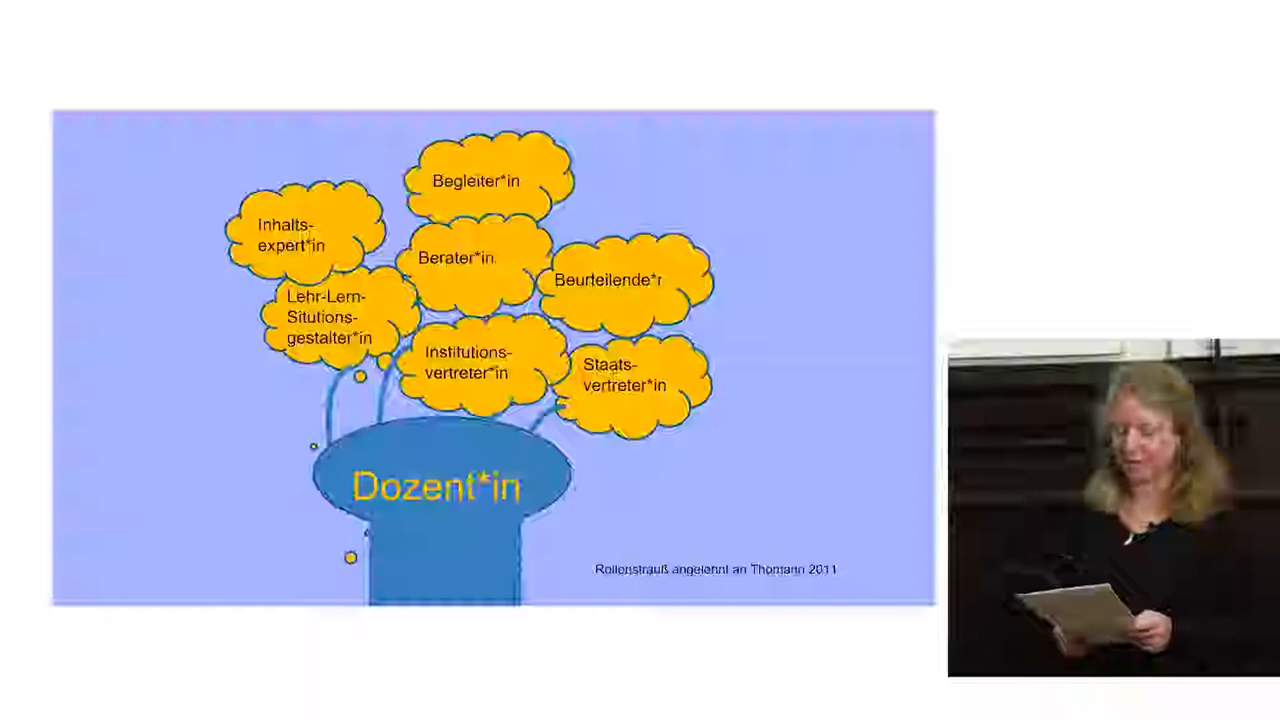 Begleiter*in
Inhalts-
expert*in
Berater*in
Beurteilende*r
Lehr-Lern-
Situtions-
gestalter*in
Institutions-
vertreter*in
Staats-
vertreter*in
Dozent*in
Rollenstrauß angelehnt an Thomann 2011